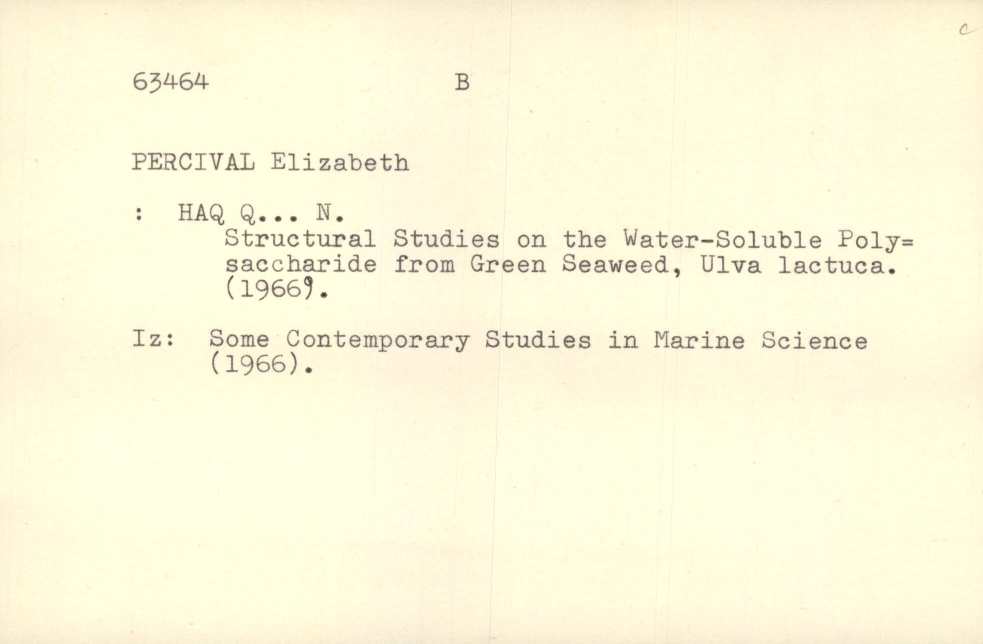 c
63464 B
PERCIVAL Elizabeth
: HAQ Q... N.
Structural Studies on the Water-Soluble Poly=
saccharide from Green Seaweed, Ulva lactuca.
(1966).
Iz: Some Contemporary Studies in Marine Science
(1966).